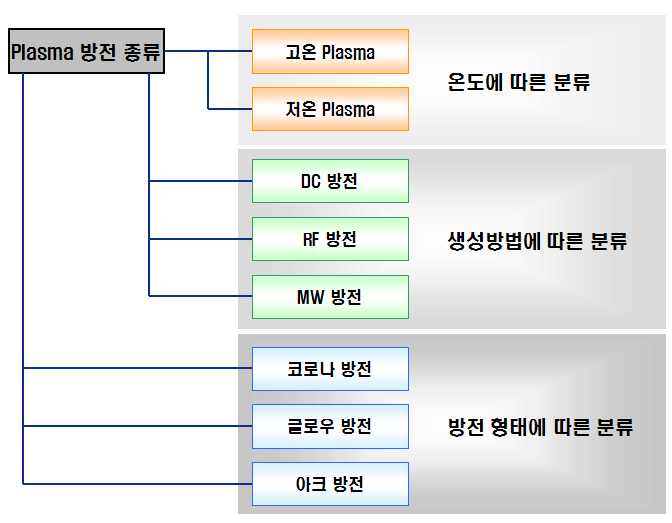 Plasma 방전 종류
고온 Plasma
저온 Plasma
온도에 따른 분류
DC 방전
RF 방전
MW 방전
생성방법에 따른 분류
코로나 방전
글로우 방전
아크 방전
방전 형태에 따른 분류